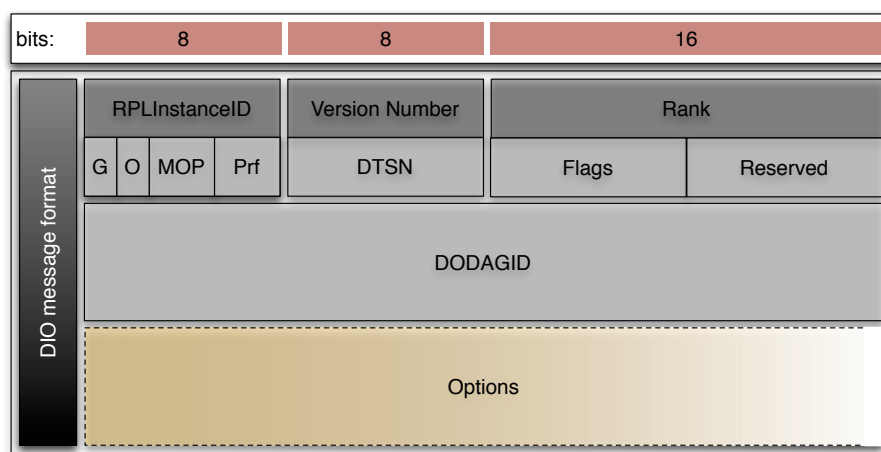 bits: 8 8 16
DIO message format
RPLInstanceID Version Number Rank
G O MOP Prf DTSN Flags Reserved
DODAGID
Options